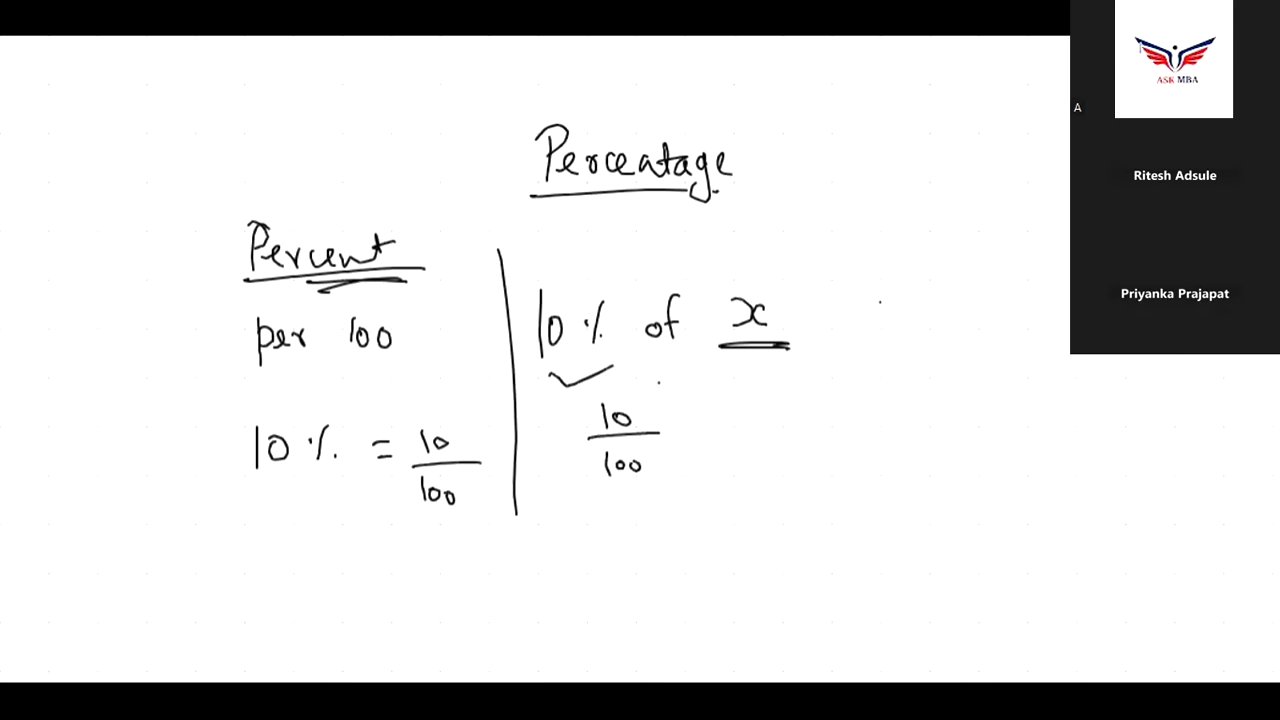 Percentage
Percent
per 100
10 % = 10/100
10 % of x
10/100
ASK MBA
A
Ritesh Adsule
Priyanka Prajapat